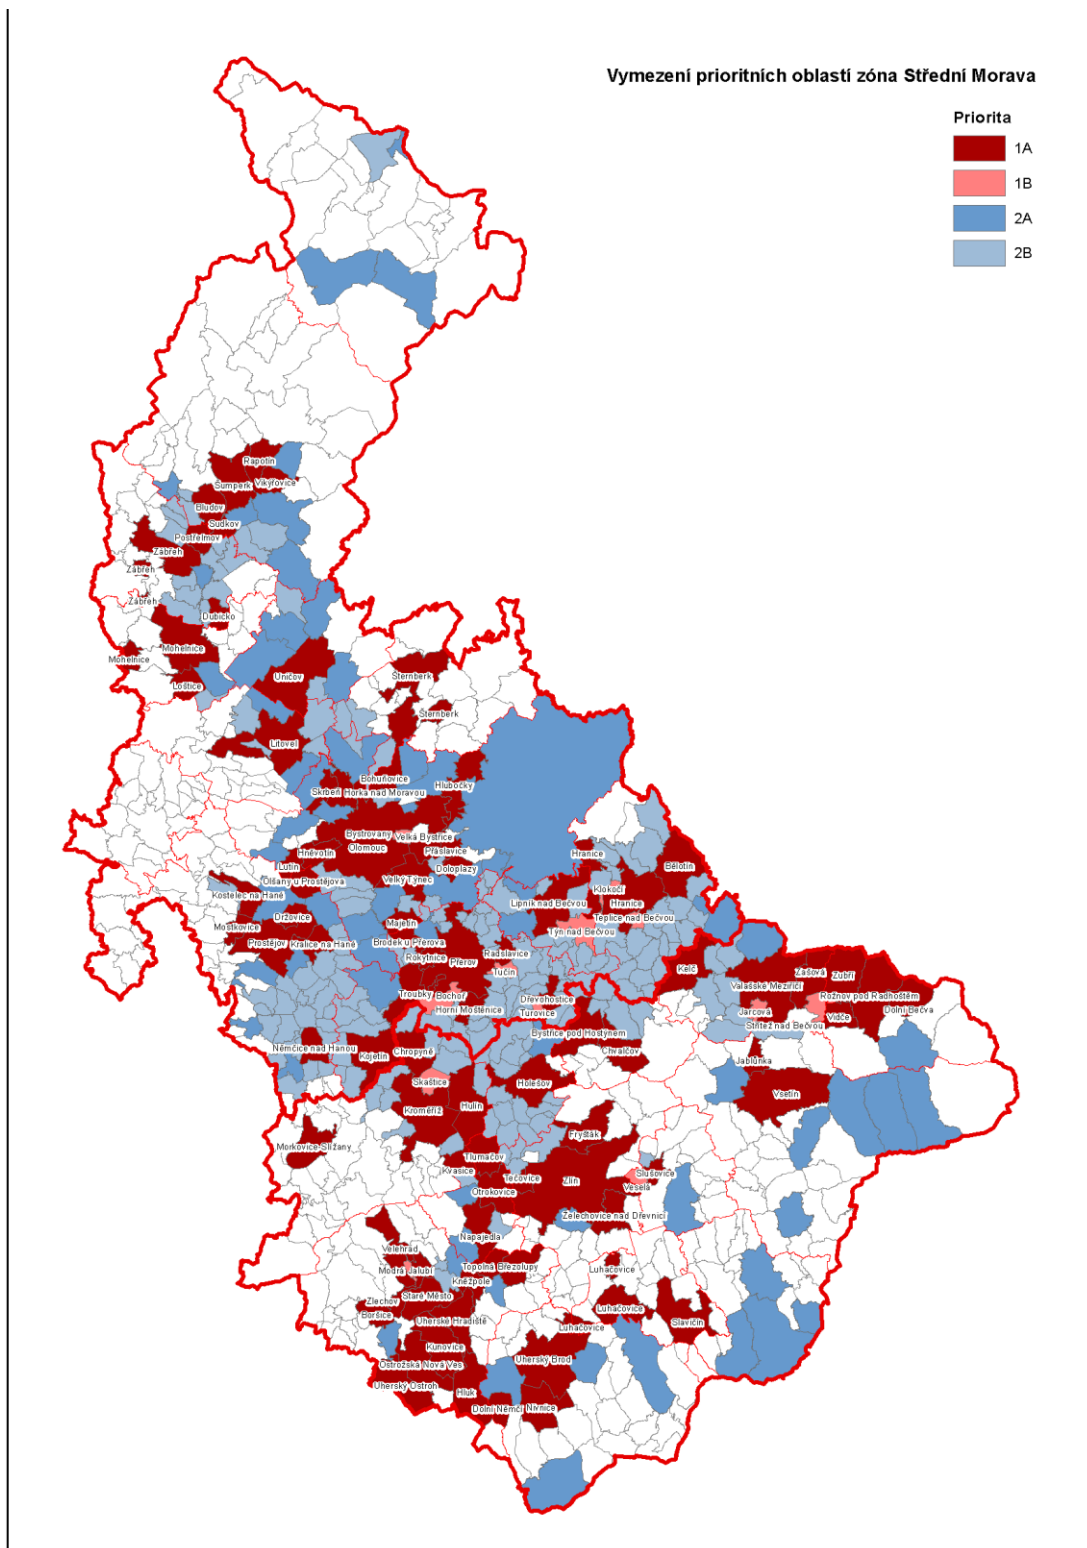 Vymezení prioritních oblastí zóna Střední Morava
Priorita
1A
1B
2A
2B
Rapotín
Šumperk
Vikýřovice
Bludov
Sudkov
Postřelmov
Zábřeh
Zábřeh
Zábřeh
Dubicko
Mohelnice
Mohelnice
Loštice
Šternberk
Uničov
Šternberk
Litovel
Bohuňovice
Hlubočky
Skrbeň
Horka nad Moravou
Bystrovany
Velká Bystřice
Olomouc
Hněvotín
Přáslavice
Hranice
Lutín
Doloplazy
Bělotín
Olšany u Prostějova
Velký Týnec
Klokočí
Kostelec na Hané
Lipník nad Bečvou
Hranice
Držovice
Majetín
Teplice nad Bečvou
Mostkovice
Týn nad Bečvou
Prostějov
Kralice na Hané
Brodek u Přerova
Radslavice
Rokytnice
Přerov
Tučín
Kelč
Zašová
Zubří
Valašské Meziříčí
Troubky
Bochoř
Dřevohostice
Rožnov pod Radhoštěm
Horní Moštěnice
Turovice
Jarcová
Vidče
Dolní Bečva
Střítež nad Bečvou
Bystřice pod Hostýnem
Němčice nad Hanou
Kojetín
Chropyně
Chvalčov
Jablůnka
Skaštice
Holešov
Vsetín
Hulín
Kroměříž
Fryšták
Morkovice-Slížany
Tlumačov
Kvasice
Těčovice
Zlín
Slušovice
Otrokovice
Veselá
Želechovice nad Dřevnicí
Napajedla
Velehrad
Topolná
Březolupy
Luhačovice
Modrá
Jalubí
Kněžpole
Zlechov
Staré Město
Boršice
Luhačovice
Uherské Hradiště
Luhačovice
Slavičín
Kunovice
Uherský Brod
Ostrožská Nová Ves
Uherský Ostroh
Hluk
Dolní Němčí
Nivnice